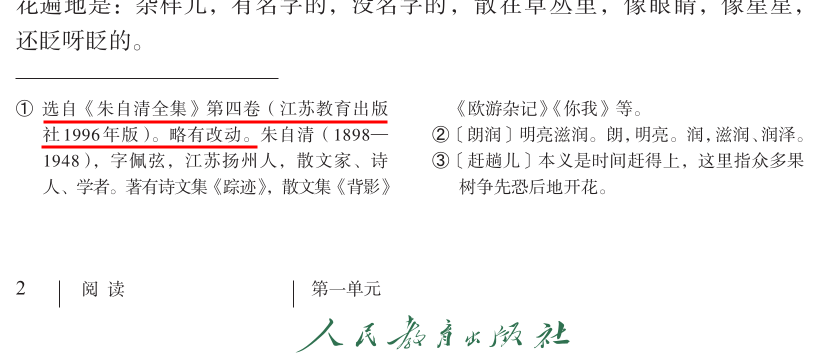 花遍地是：杂样儿，有名字的，没名字的，散在草丛里，像眼睛，像星星，
还眨呀眨的。
① 选自《朱自清全集》第四卷（江苏教育出版
社1996年版）。略有改动。朱自清（1898—
1948），字佩弦，江苏扬州人，散文家、诗
人、学者。著有诗文集《踪迹》，散文集《背影》
《欧游杂记》《你我》等。
②〔朗润〕明亮滋润。朗，明亮。润，滋润、润泽。
③〔赶趟儿〕本义是时间赶得上，这里指众多果
树争先恐后地开花。
2 阅 读 第一单元
人民教育出版社